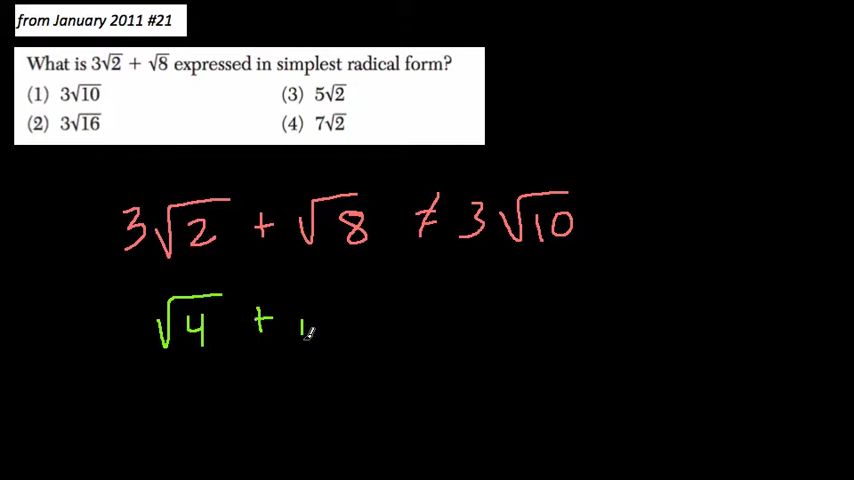 from January 2011 #21
What is 3√2 + √8 expressed in simplest radical form?
(1) 3√10 (3) 5√2
(2) 3√16 (4) 7√2
3√2 + √8 ≠ 3√10
√4 +